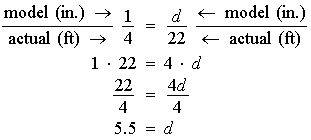 model (in.) → 1/4 = d/22 ← model (in.)
actual (ft) → ← actual (ft)
1 · 22 = 4 · d
22/4 = 4d/4
5.5 = d